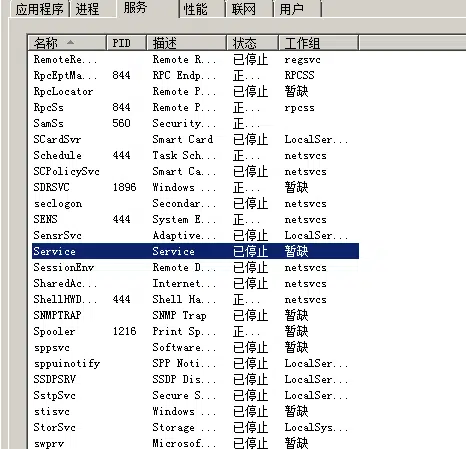 应用程序 进程 服务 性能 联网 用户
名称 PID 描述 状态 工作组
RemoteRe... Remote R... 已停止 regsvc
RpcEptMa... 844 RPC Endp... 正... RPCSS
RpcLocator Remote P... 已停止 暂缺
RpcSs 844 Remote P... 正... rpcss
SamSs 560 Security... 正...
SCardSvr Smart Card 已停止 LocalSer...
Schedule 444 Task Sch... 正... netsvcs
SCPolicySvc Smart Ca... 已停止 netsvcs
SDRSVC 1896 Windows ... 正... 暂缺
seclogon Secondar... 已停止 netsvcs
SENS 444 System E... 正... netsvcs
SensrSvc Adaptive... 已停止 LocalSer...
Service Service 已停止 暂缺
SessionEnv Remote D... 已停止 netsvcs
SharedAc... Internet... 已停止 netsvcs
ShellHWD... 444 Shell Ha... 正... netsvcs
SNMPTRAP SNMP Trap 已停止 暂缺
Spooler 1216 Print Sp... 正... 暂缺
sppsvc Software... 已停止 暂缺
sppuinotify SPP Noti... 已停止 LocalSer...
SSDPSRV SSDP Dis... 已停止 LocalSer...
SstpSvc Secure S... 已停止 LocalSer...
stisvc Windows ... 已停止 暂缺
StorSvc Storage ... 已停止 LocalSys...
swprv Microsof... 已停止 暂缺